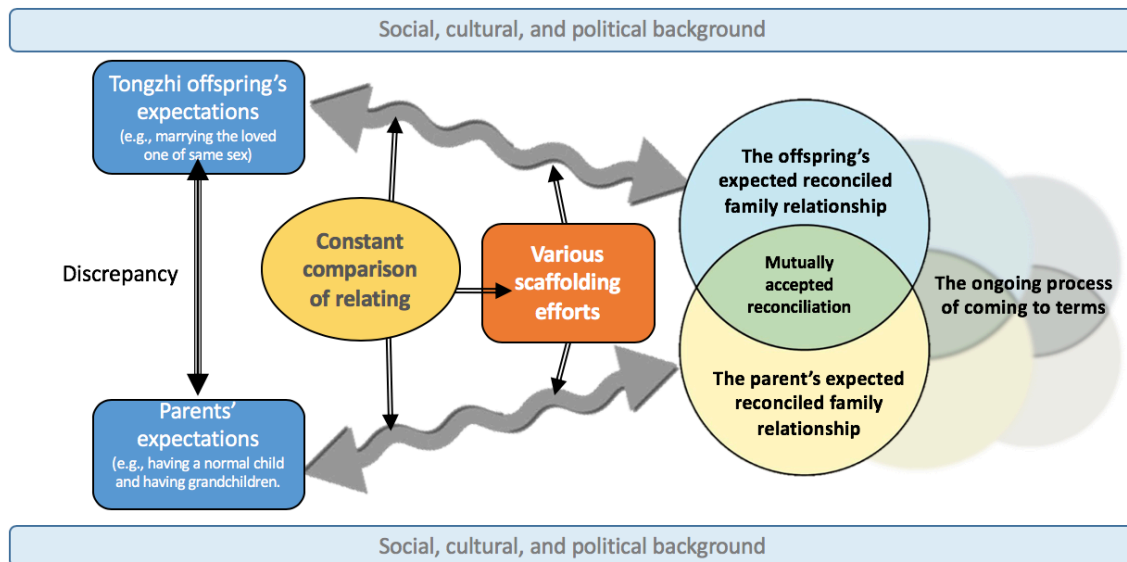 Social, cultural, and political background
Tongzhi offspring's
expectations
(e.g., marrying the loved
one of same sex)
Discrepancy
Parents'
expectations
(e.g., having a normal child
and having grandchildren.
Constant
comparison
of relating
Various
scaffolding
efforts
The offspring's
expected reconciled
family relationship
Mutually
accepted
reconciliation
The parent's expected
reconciled family
relationship
The ongoing process
of coming to terms
Social, cultural, and political background